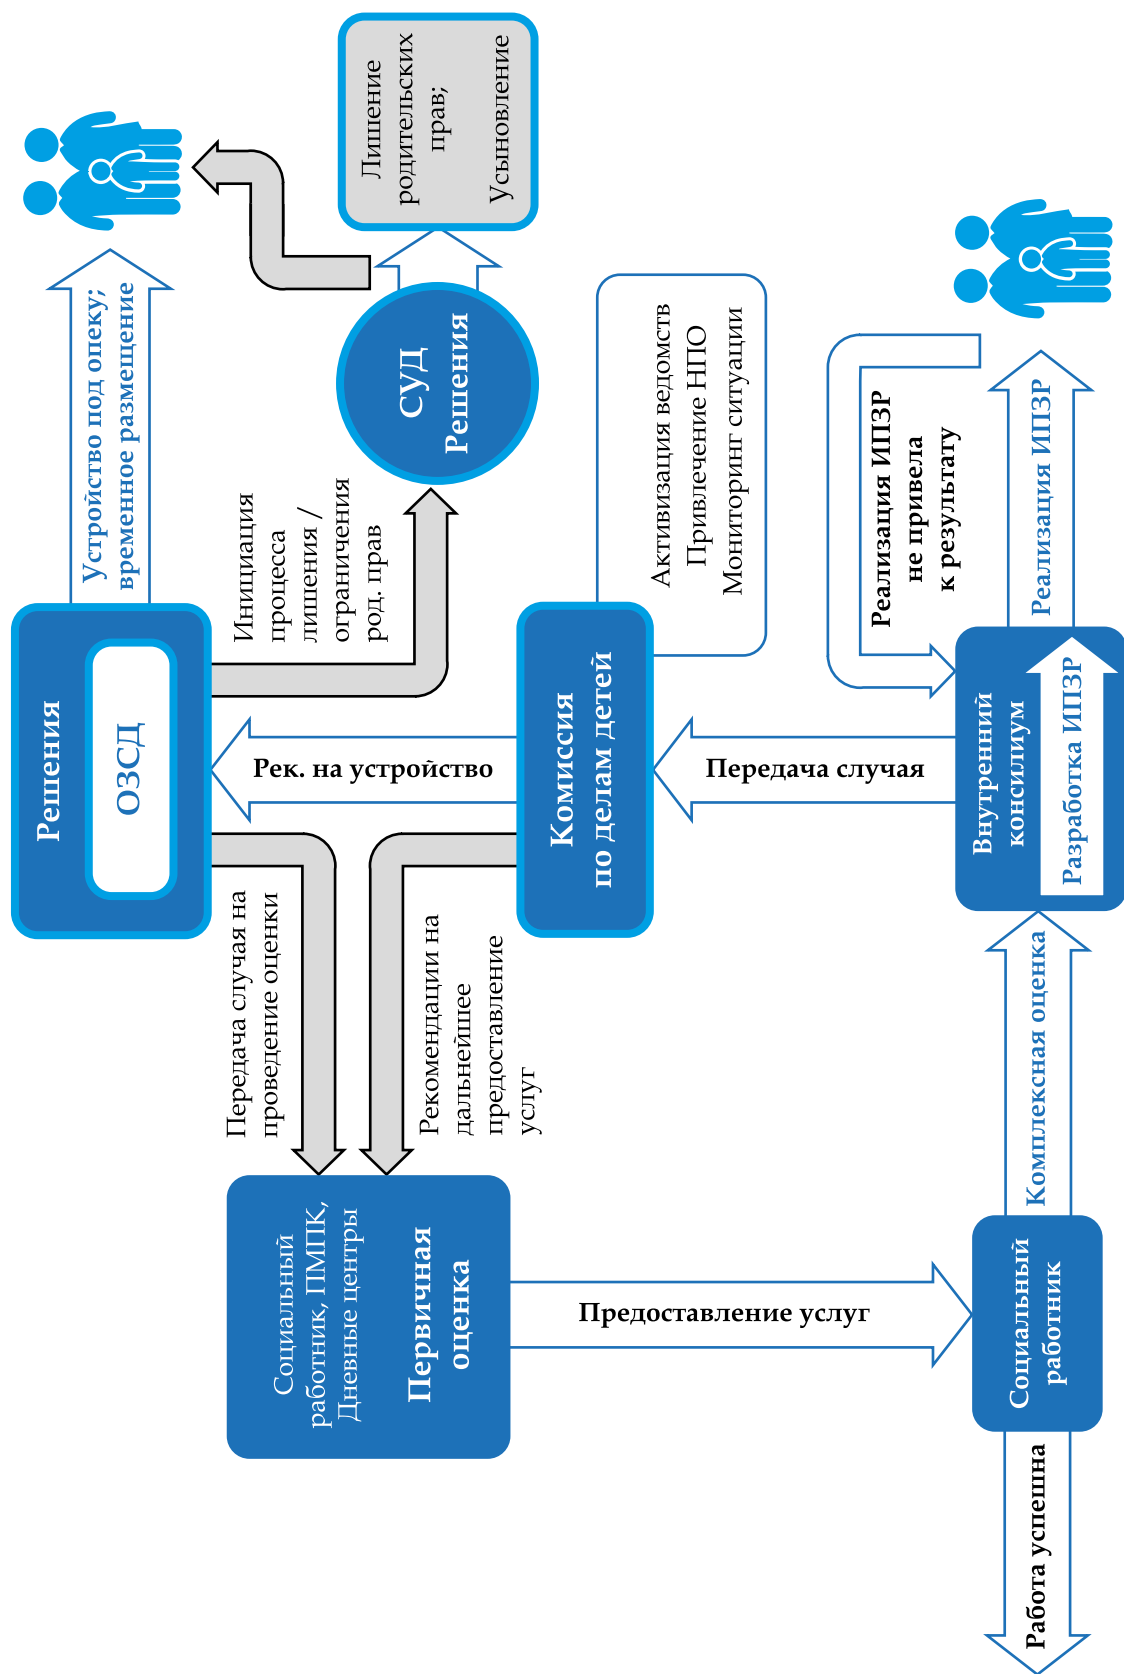 Решения
ОЗСД
Устройство под опеку;
временное размещение
Передача случая на
проведение оценки
Инициация
процесса
лишения /
ограничения
род. прав
СУД
Решения
Лишение
родительских
прав;
усыновление
Рек. на устройство
Социальный
работник, ПМПК,
Дневные центры
Первичная
оценка
Рекомендации на
дальнейшее
предоставление
услуг
Комиссия
по делам детей
Активизация ведомств
Привлечение НПО
Мониторинг ситуации
Предоставление услуг
Передача случая
Реализация ИПЗР
не привела
к результату
Работа успешна
Социальный
работник
Комплексная оценка
Внутренний
консилиум
Разработка ИПЗР
Реализация ИПЗР